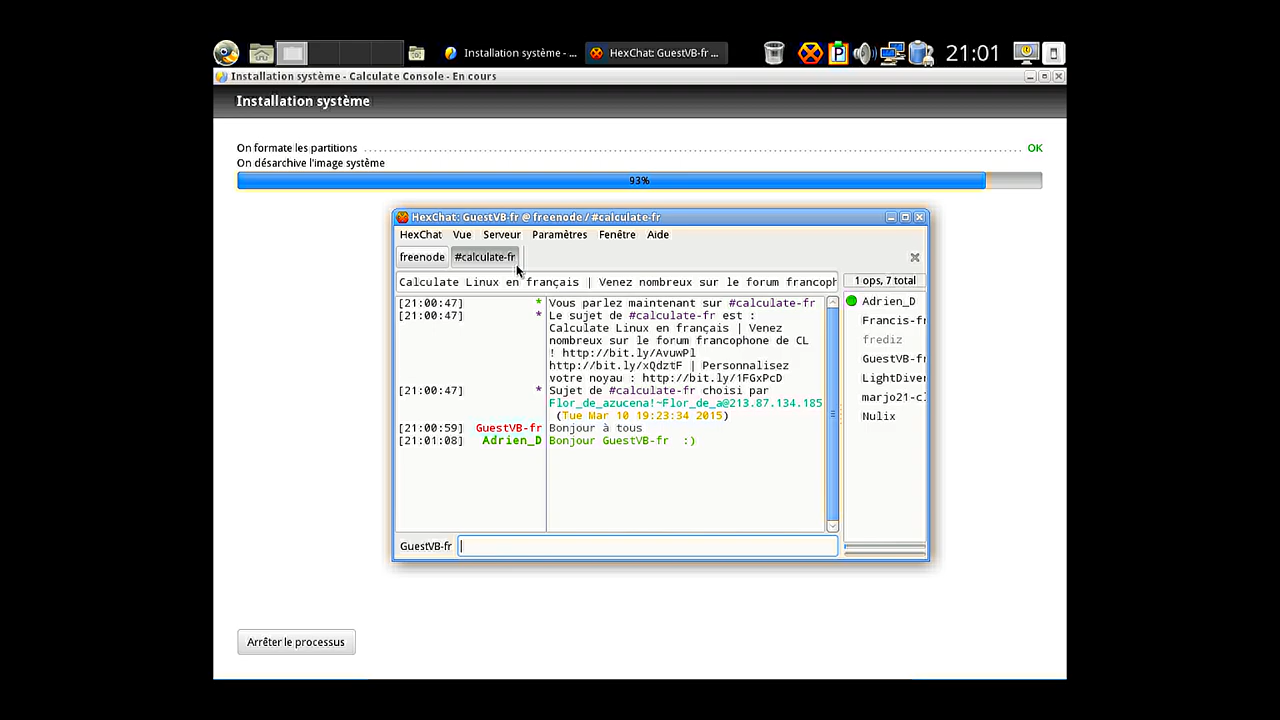 Installation système - ...
HexChat: GuestVB-fr ...
P
21:01
Installation système - Calculate Console - En cours
Installation système
On formate les partitions OK
On désarchive l'image système
93%
HexChat: GuestVB-fr @ freenode / #calculate-fr
HexChat Vue Serveur Paramètres Fenêtre Aide
freenode #calculate-fr
Calculate Linux en français | Venez nombreux sur le forum francoph
1 ops, 7 total
[21:00:47] * Vous parlez maintenant sur #calculate-fr
[21:00:47] * Le sujet de #calculate-fr est :
Calculate Linux en français | Venez
nombreux sur le forum francophone de CL
! http://bit.ly/AvuwPl
http://bit.ly/xQdztF | Personnalisez
votre noyau : http://bit.ly/1FGxPcD
[21:00:47] * Sujet de #calculate-fr choisi par
Flor_de_azucena!~Flor_de_a@213.87.134.185
(Tue Mar 10 19:23:34 2015)
[21:00:59] GuestVB-fr Bonjour à tous
[21:01:08] Adrien_D Bonjour GuestVB-fr :)
Adrien_D
Francis-fr
frediz
GuestVB-fr
LightDiver
marjo21-cl
Nulix
GuestVB-fr
Arrêter le processus